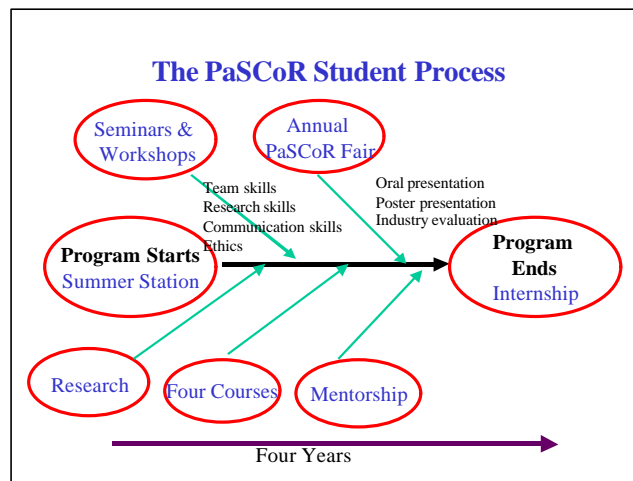 The PaSCoR Student Process
Seminars &
Workshops
Annual
PaSCoR Fair
Team skills
Research skills
Communication skills
Ethics
Oral presentation
Poster presentation
Industry evaluation
Program Starts
Summer Station
Program
Ends
Internship
Research
Four Courses
Mentorship
Four Years